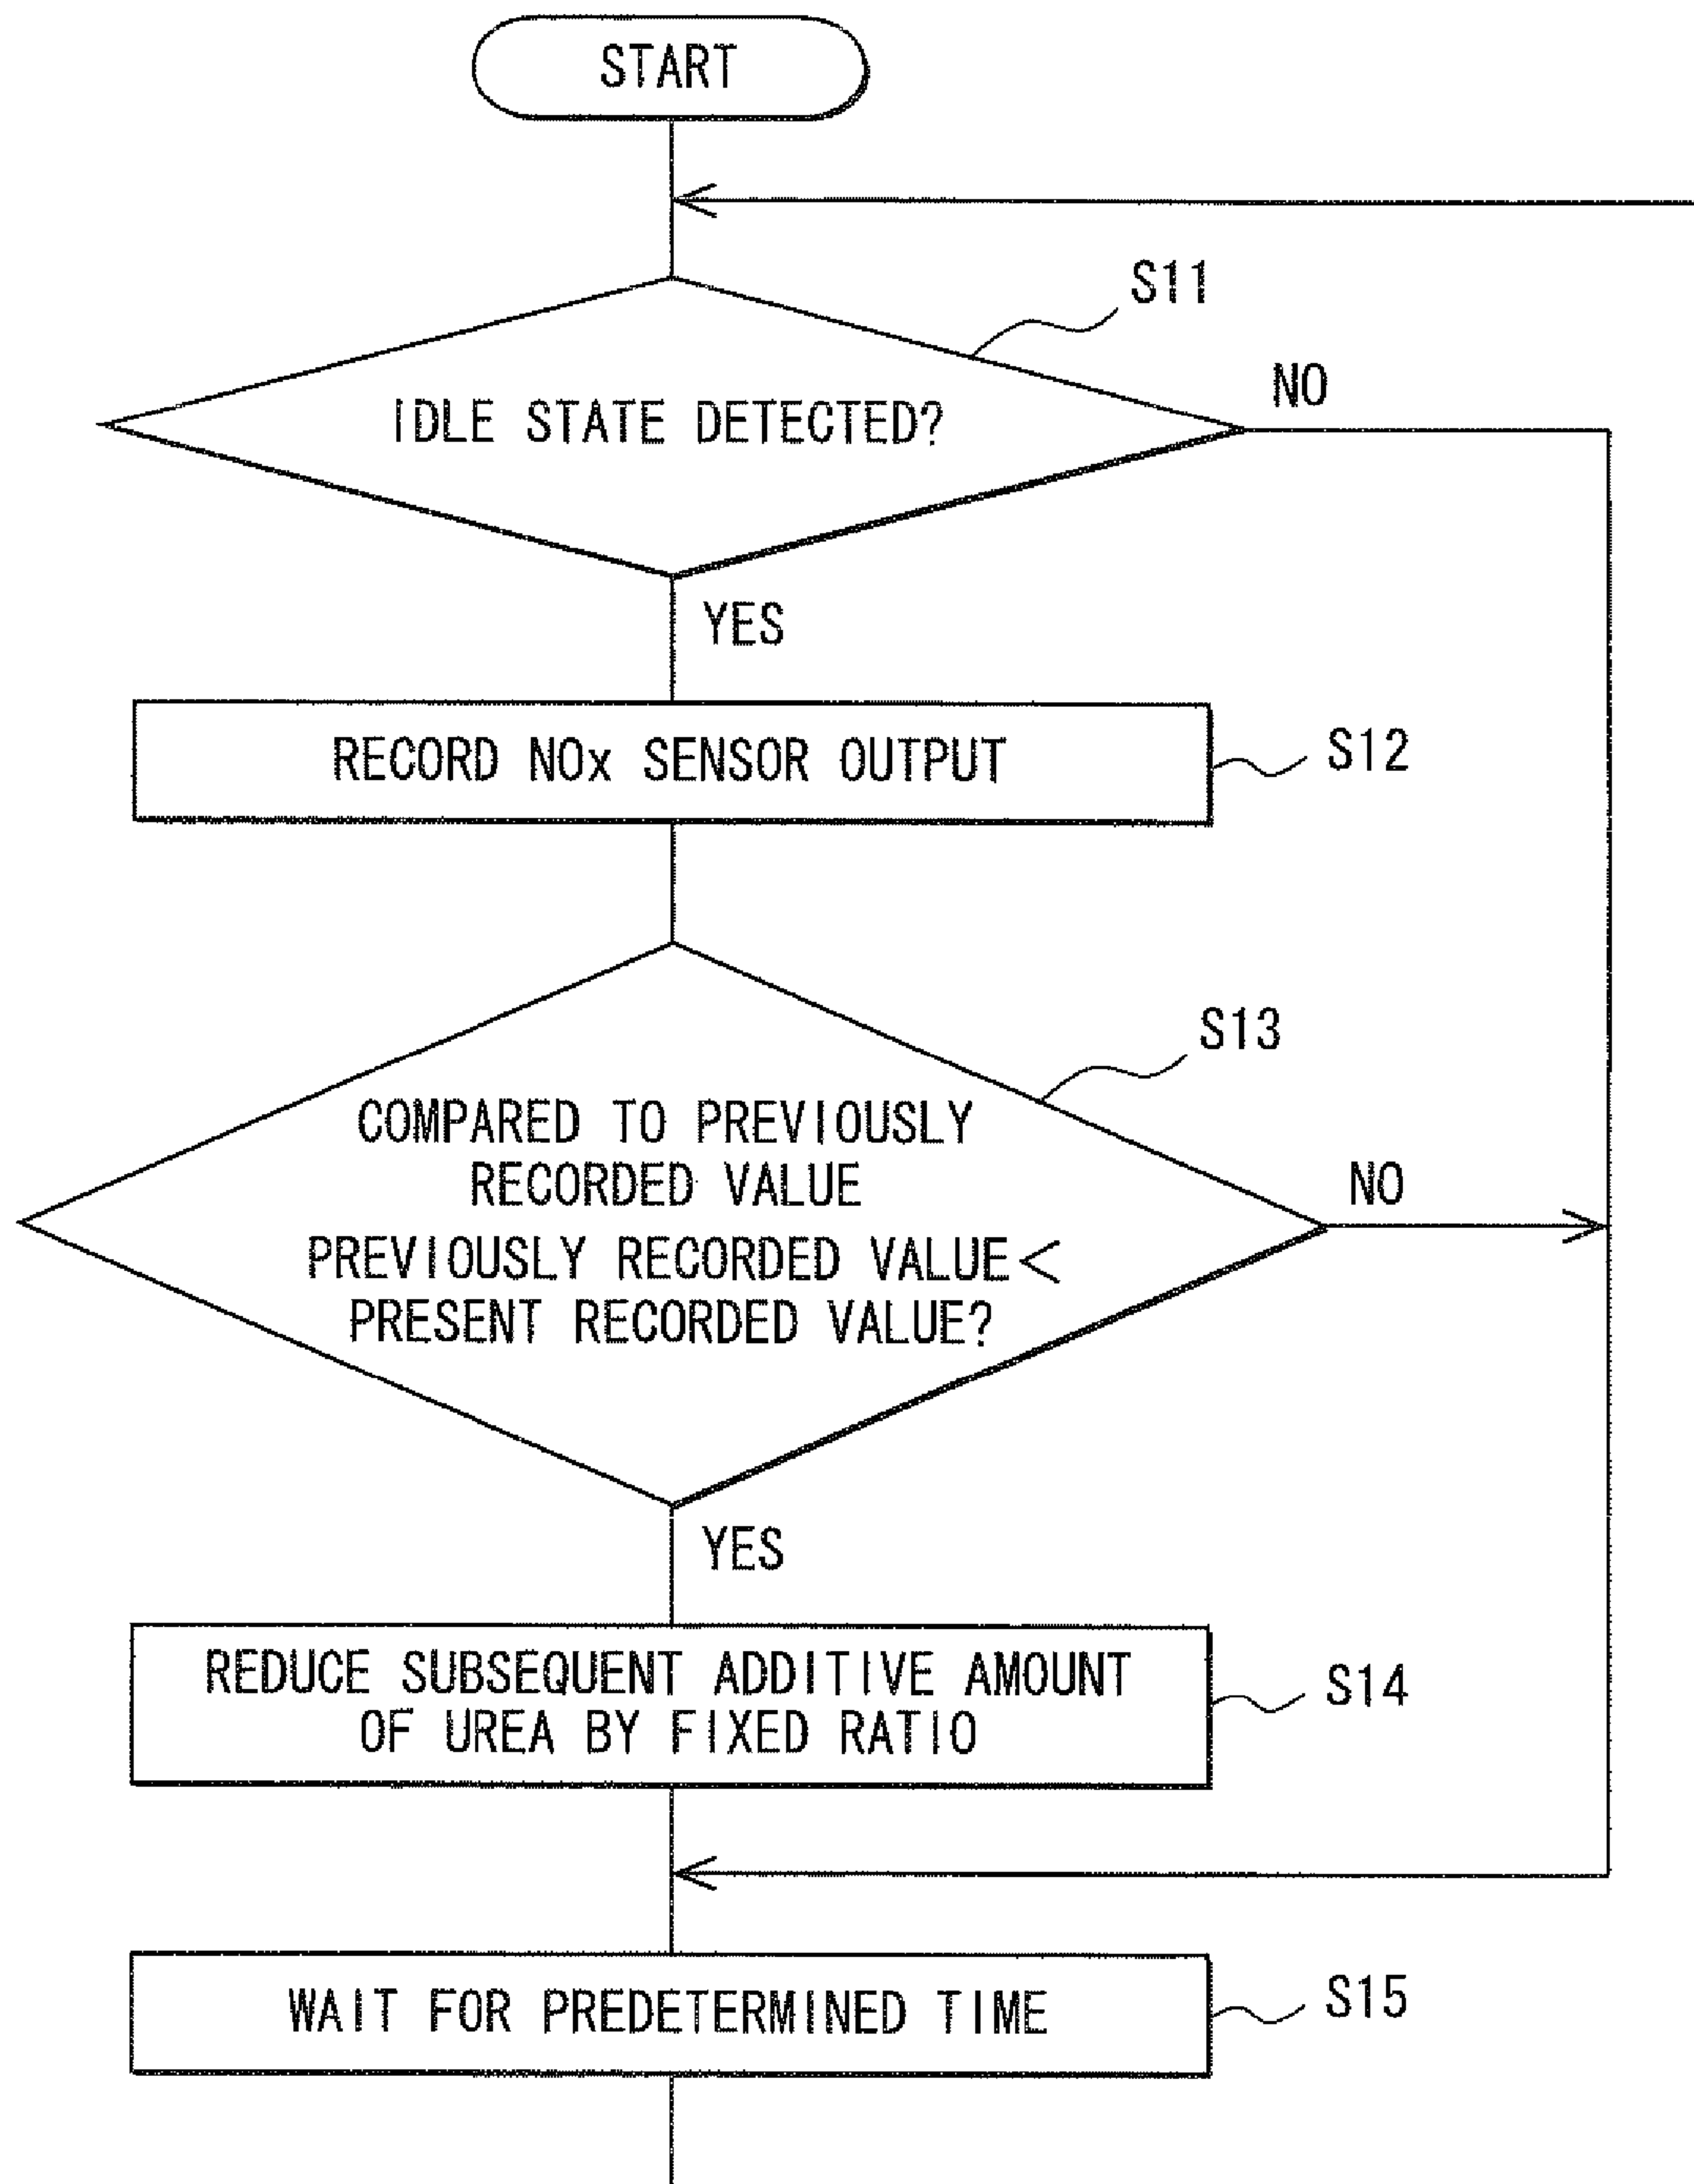 START
S11
NO
IDLE STATE DETECTED?
YES
RECORD NOx SENSOR OUTPUT
S12
S13
COMPARED TO PREVIOUSLY
RECORDED VALUE
NO
PREVIOUSLY RECORDED VALUE<
PRESENT RECORDED VALUE?
YES
REDUCE SUBSEQUENT ADDITIVE AMOUNT
OF UREA BY FIXED RATIO
S14
WAIT FOR PREDETERMINED TIME
S15